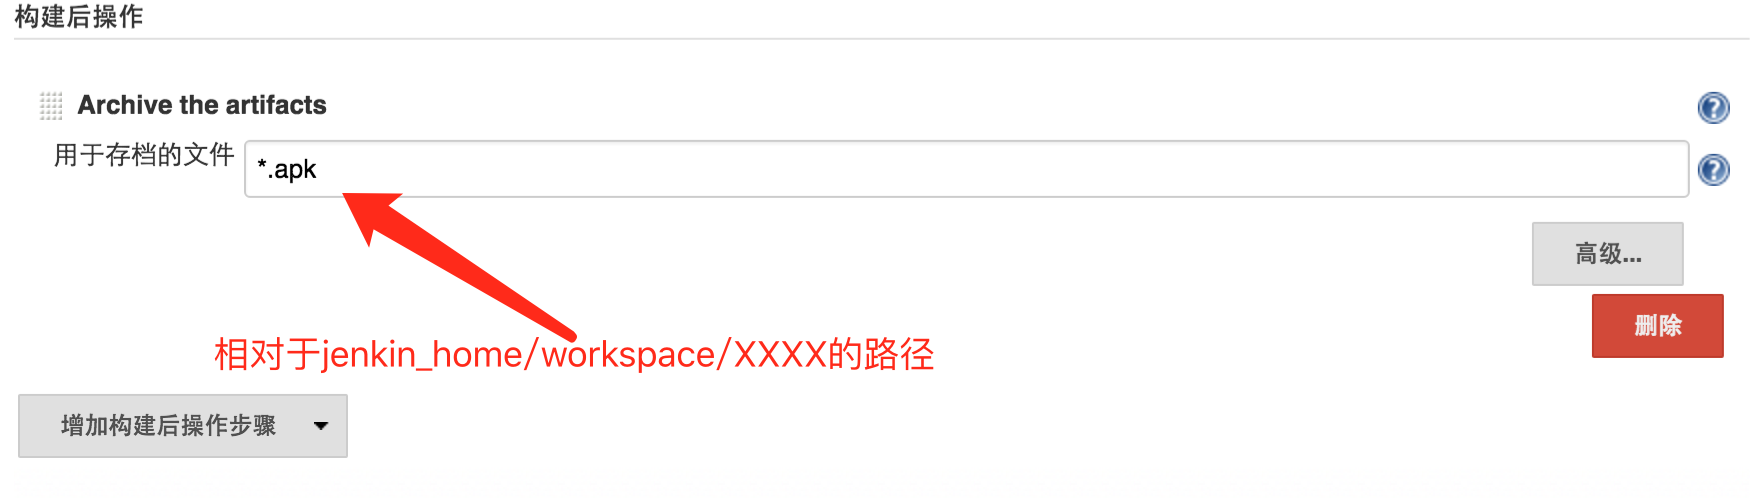 构建后操作
Archive the artifacts
用于存档的文件 *.apk
高级...
删除
相对于jenkin_home/workspace/XXXX的路径
增加构建后操作步骤